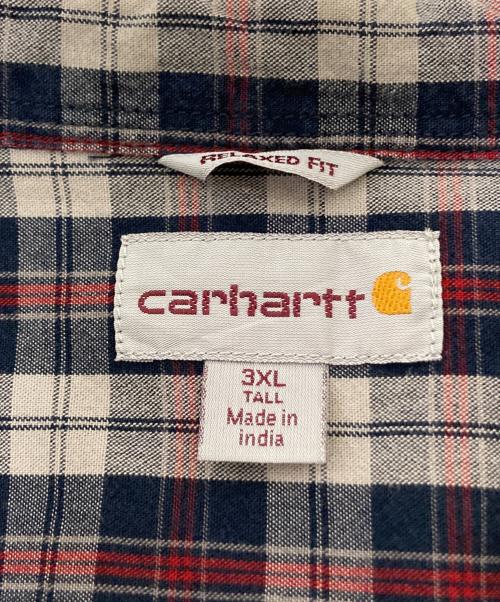 RELAXED FIT
carhartt
3XL
TALL
Made in
india